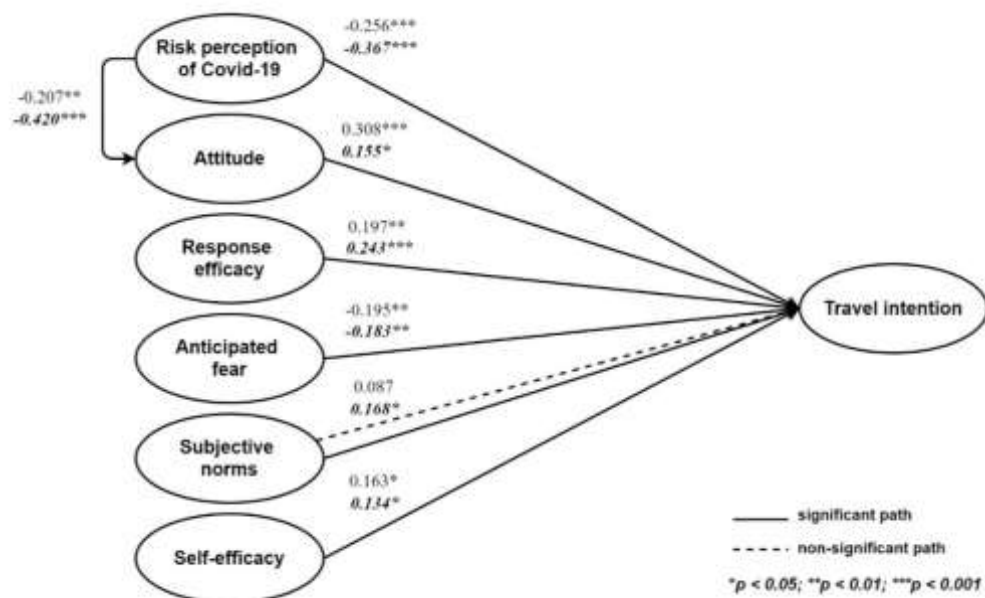 -0.256***
-0.367***
Risk perception
of Covid-19
-0.207**
-0.420***
0.308***
0.155*
Attitude
0.197**
0.243***
Response
efficacy
Travel intention
-0.195**
-0.183**
Anticipated
fear
0.087
0.168*
Subjective
norms
0.163*
0.134*
Self-efficacy
significant path
non-significant path
*p < 0.05; **p < 0.01; ***p < 0.001